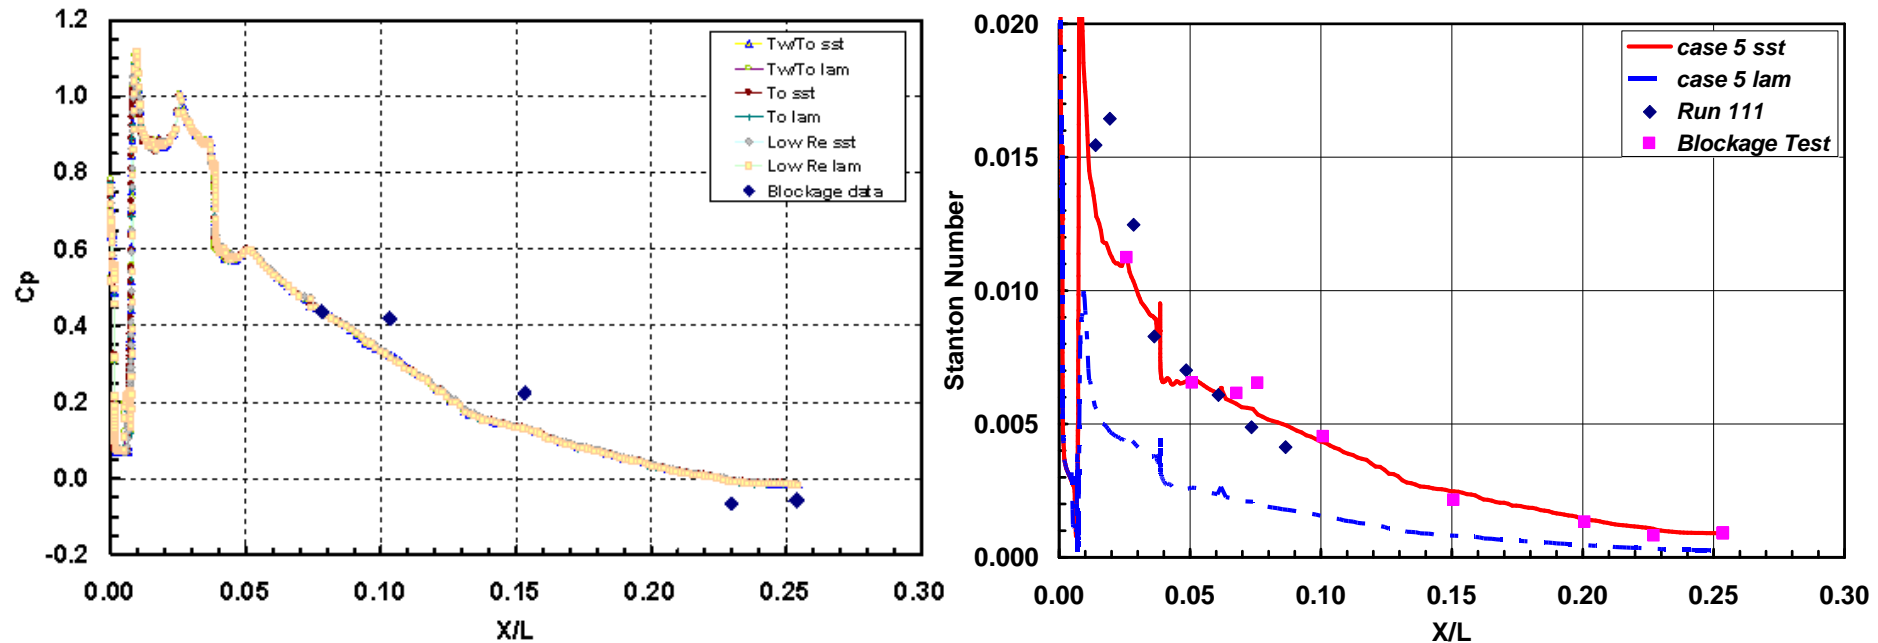 1.2
1.0
0.8
0.6
0.4
0.2
0.0
-0.2
Cp
0.00 0.05 0.10 0.15 0.20 0.25 0.30
X/L
Tw/To sst
Tw/To lam
To sst
To lam
Low Re sst
Low Re lam
Blockage data
0.020
0.015
0.010
0.005
0.000
Stanton Number
0.00 0.05 0.10 0.15 0.20 0.25 0.30
X/L
case 5 sst
case 5 lam
Run 111
Blockage Test